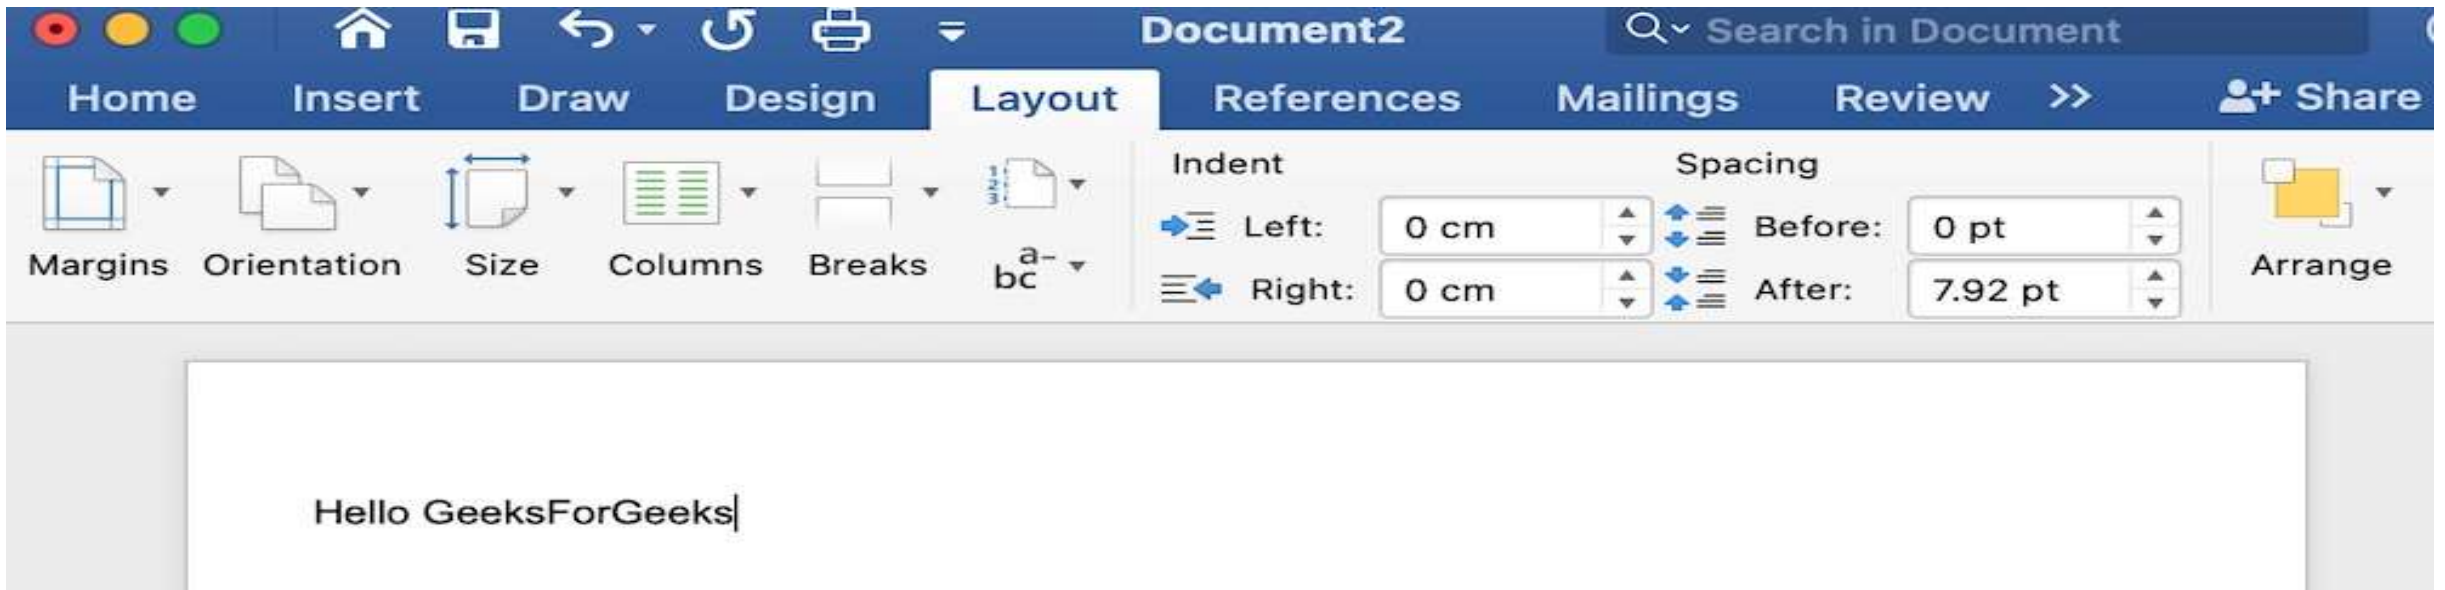 Document2
Search in Document
Home Insert Draw Design Layout References Mailings Review >> Share
Indent Spacing
Left: 0 cm Before: 0 pt
Margins Orientation Size Columns Breaks a- bc Arrange
Right: 0 cm After: 7.92 pt
Hello GeeksForGeeks